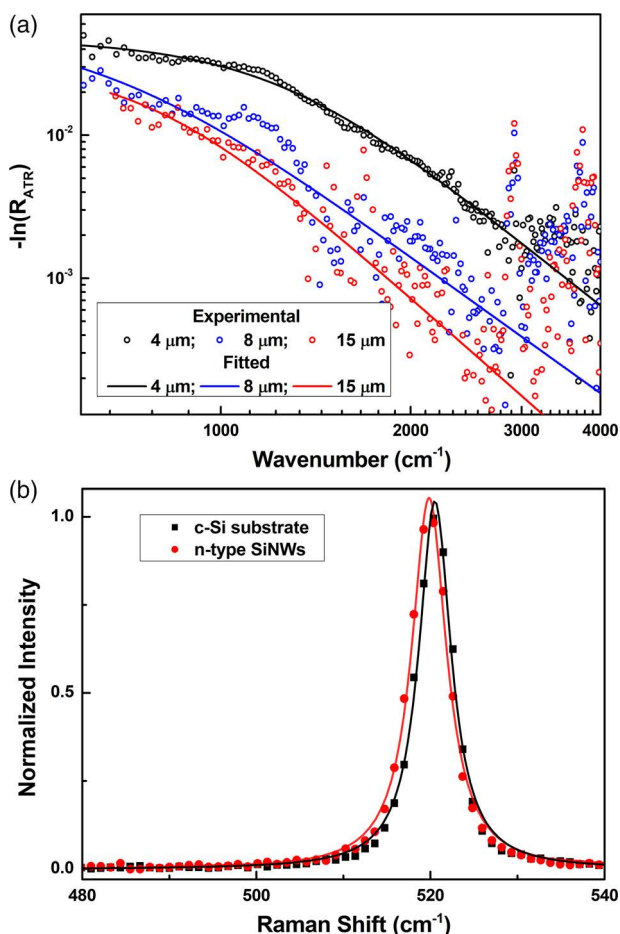 (a)
-ln(R_ATR)
10⁻²
10⁻³
Experimental
4 μm; 8 μm; 15 μm
Fitted
4 μm; 8 μm; 15 μm
1000 2000 3000 4000
Wavenumber (cm⁻¹)
(b)
Normalized Intensity
1.0
0.5
0.0
c-Si substrate
n-type SiNWs
480 500 520 540
Raman Shift (cm⁻¹)